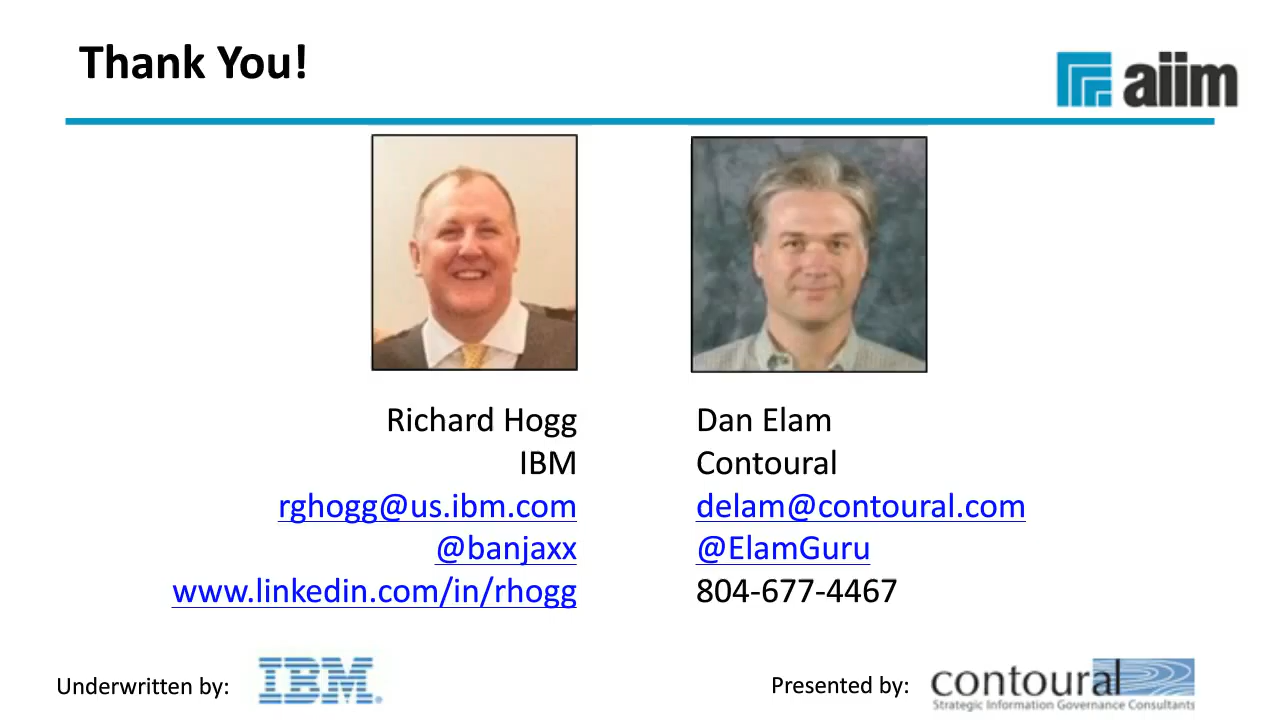 Thank You!
aiim
Richard Hogg
IBM
rghogg@us.ibm.com
@banjaxx
www.linkedin.com/in/rhogg
Dan Elam
Contoural
delam@contoural.com
@ElamGuru
804-677-4467
Underwritten by:
IBM®
Presented by:
contoural
Strategic Information Governance Consultants